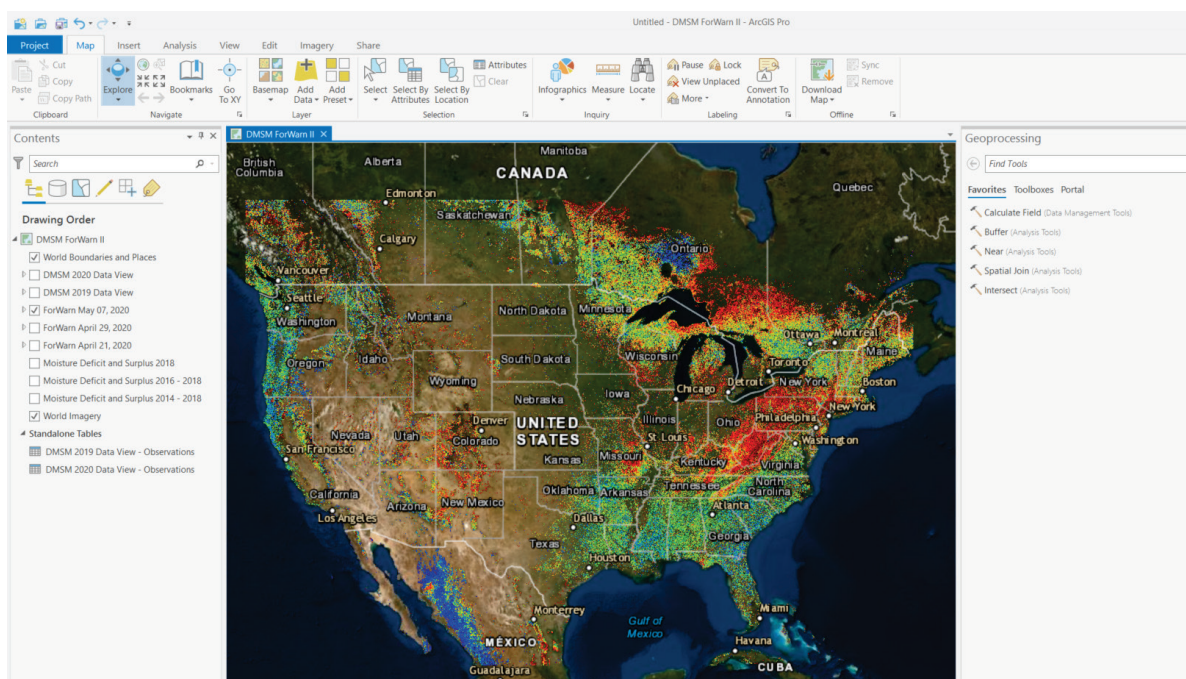 Untitled - DMSM ForWarn II - ArcGIS Pro
Project Map Insert Analysis View Edit Imagery Share
Paste
Cut
Copy
Copy Path
Clipboard
Explore
Bookmarks
Go To XY
Navigate
Basemap
Add Data
Add Preset
Layer
Select
Select By Attributes
Select By Location
Attributes
Clear
Selection
Infographics
Measure
Locate
Inquiry
Pause
Lock
View Unplaced
More
Convert To Annotation
Labeling
Download Map
Sync
Remove
Offline
Contents
Search
Drawing Order
DMSM ForWarn II
World Boundaries and Places
DMSM 2020 Data View
DMSM 2019 Data View
ForWarn May 07, 2020
ForWarn April 29, 2020
ForWarn April 21, 2020
Moisture Deficit and Surplus 2018
Moisture Deficit and Surplus 2016 - 2018
Moisture Deficit and Surplus 2014 - 2018
World Imagery
Standalone Tables
DMSM 2019 Data View - Observations
DMSM 2020 Data View - Observations
DMSM ForWarn II
British Columbia
Alberta
Manitoba
CANADA
Quebec
Edmonton
Saskatchewan
Calgary
Ontario
Vancouver
Seattle
Washington
Montana
North Dakota
Minnesota
Ottawa
Montreal
Maine
Oregon
Idaho
South Dakota
Wisconsin
Toronto
Wyoming
Chicago
Detroit
New York
Boston
Nebraska
Iowa
New York
Nevada
Utah
Denver
Colorado
UNITED STATES
Illinois
Ohio
Philadelphia
San Francisco
Kansas
St Louis
Missouri
Washington
Kentucky
Virginia
California
Los Angeles
Arizona
New Mexico
Oklahoma
Arkansas
Tennessee
North Carolina
Atlanta
Dallas
Georgia
Texas
Houston
Monterrey
Gulf of Mexico
Miami
MÉXICO
Havana
Guadalajara
CUBA
Geoprocessing
Find Tools
Favorites Toolboxes Portal
Calculate Field (Data Management Tools)
Buffer (Analysis Tools)
Near (Analysis Tools)
Spatial Join (Analysis Tools)
Intersect (Analysis Tools)